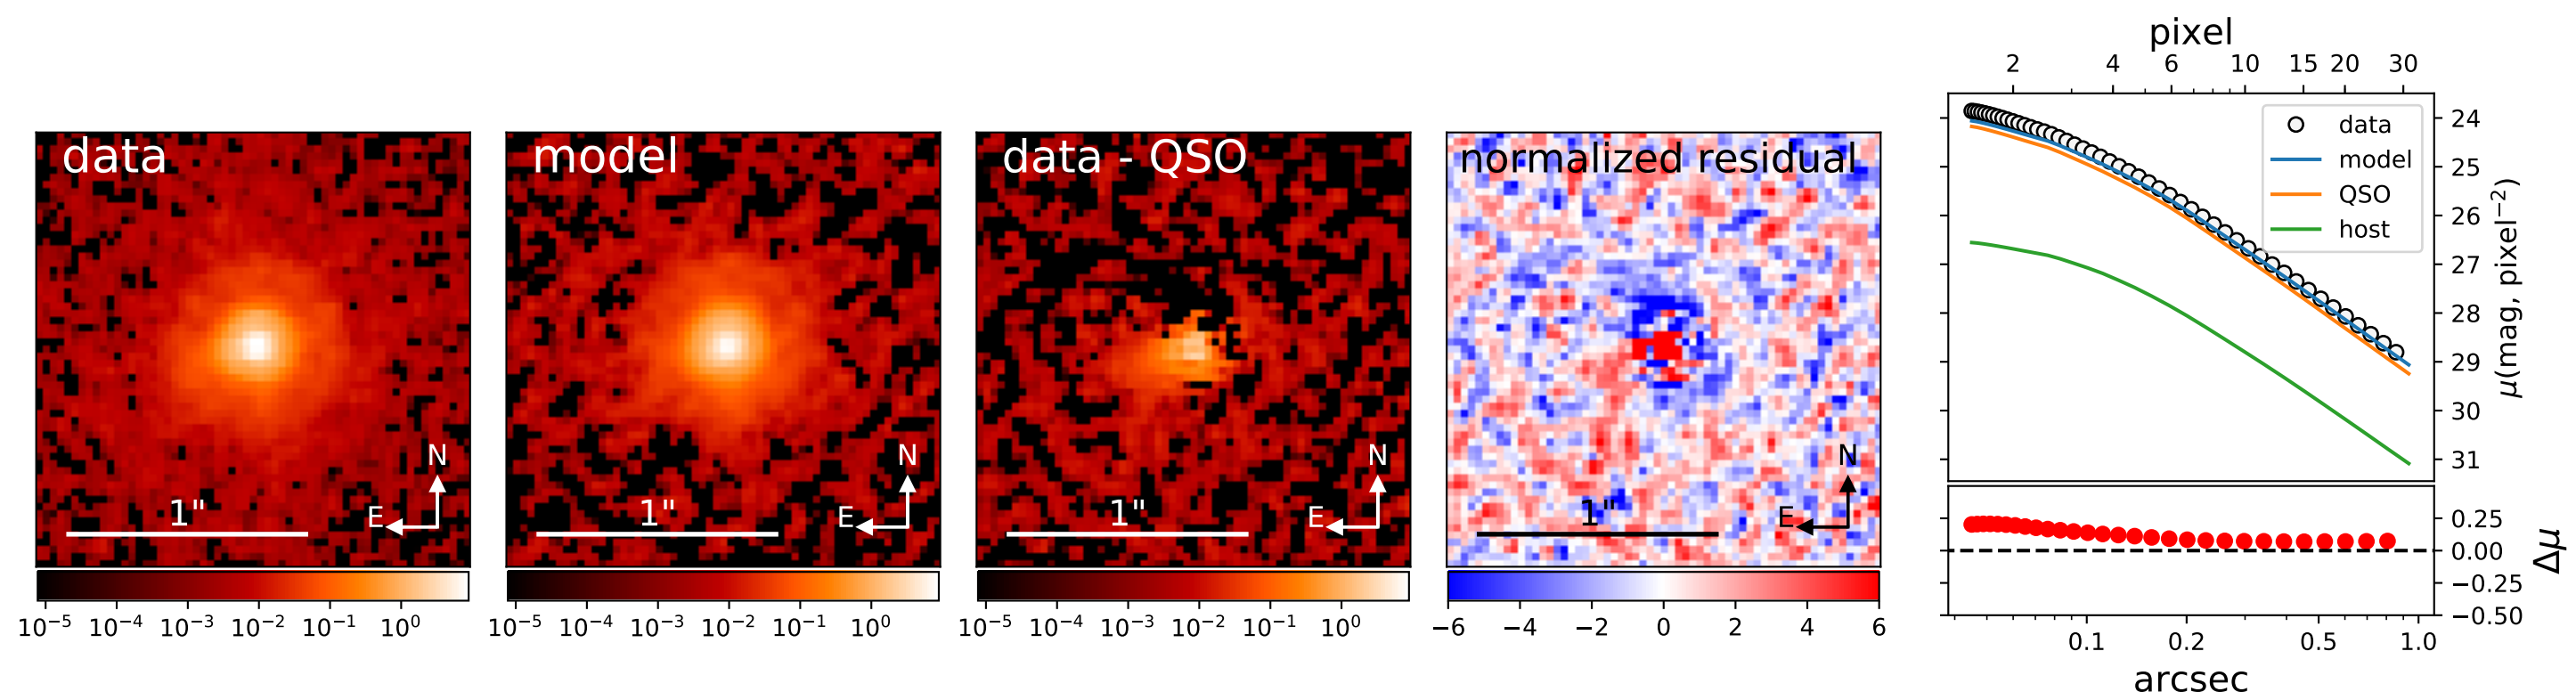 data
N
E
1"
10⁻⁵ 10⁻⁴ 10⁻³ 10⁻² 10⁻¹ 10⁰
model
N
E
1"
10⁻⁵ 10⁻⁴ 10⁻³ 10⁻² 10⁻¹ 10⁰
data - QSO
N
E
1"
10⁻⁵ 10⁻⁴ 10⁻³ 10⁻² 10⁻¹ 10⁰
normalized residual
N
E
1"
−6 −4 −2 0 2 4 6
pixel
2 4 6 10 15 20 30
data
model
QSO
host
24
25
26
27
28
29
30
31
μ(mag, pixel⁻²)
0.25
0.00
−0.25
−0.50
Δμ
0.1 0.2 0.5 1.0
arcsec